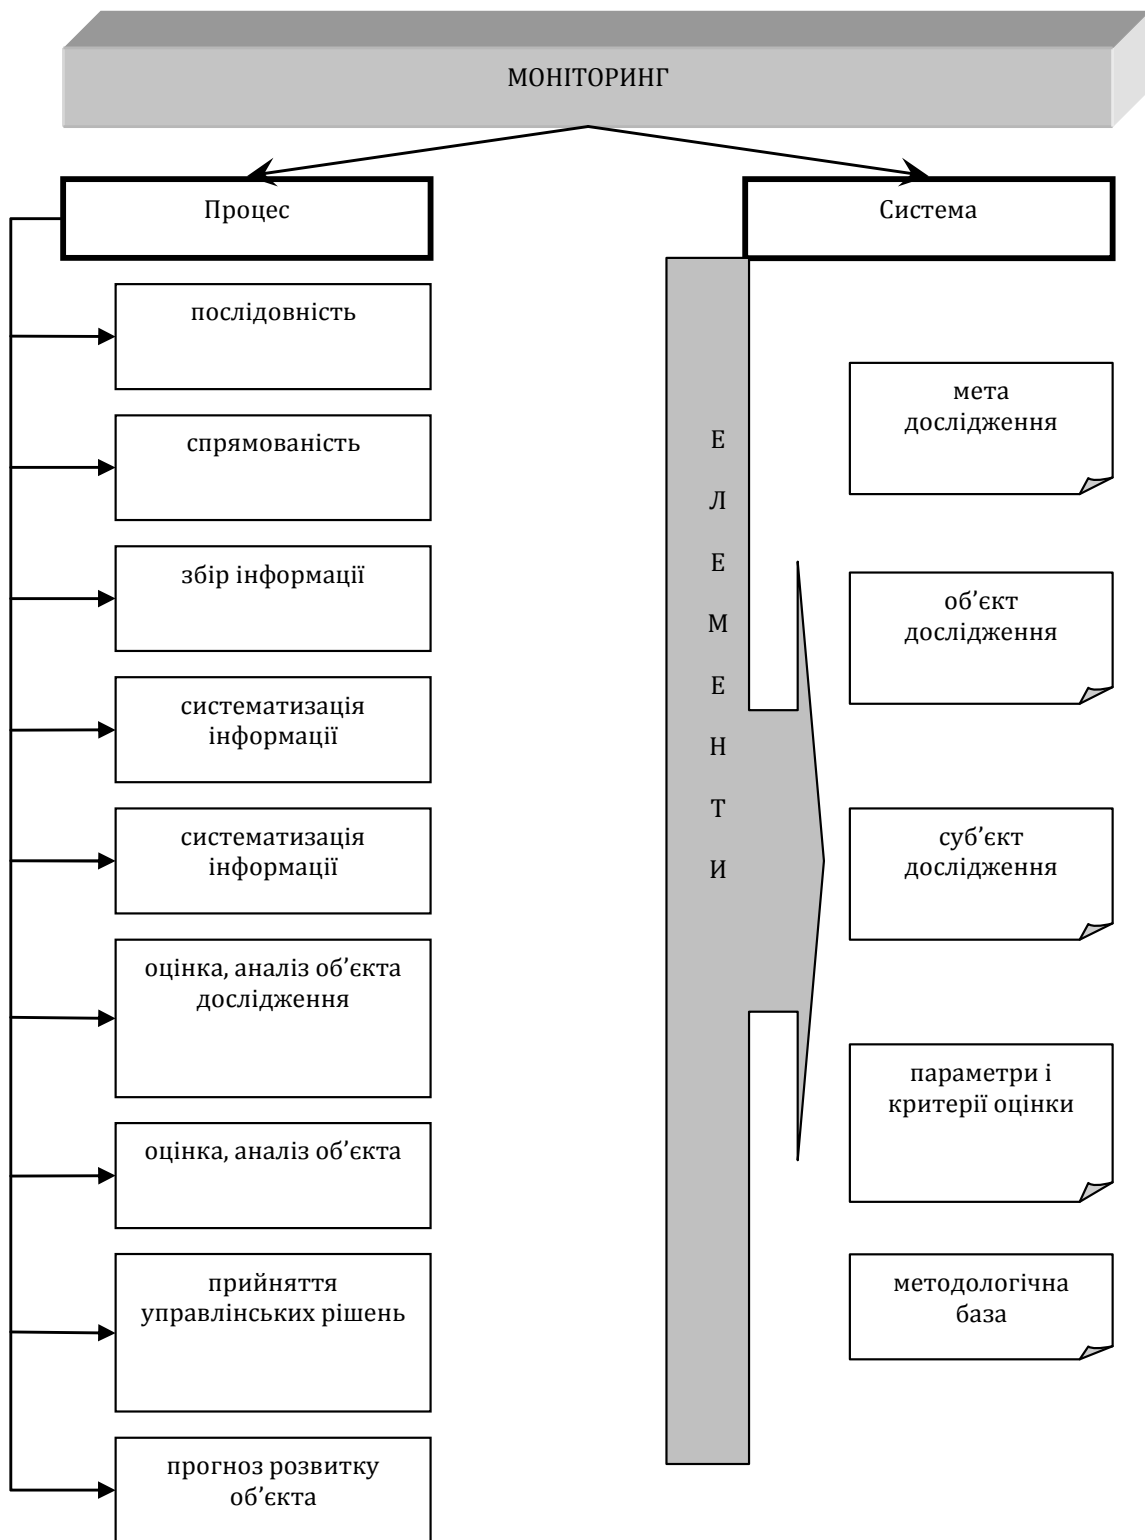 МОНІТОРИНГ
Процес
Система
послідовність
спрямованість
збір інформації
систематизація
інформації
систематизація
інформації
оцінка, аналіз об’єкта
дослідження
оцінка, аналіз об’єкта
прийняття
управлінських рішень
прогноз розвитку
об’єкта
Е
Л
Е
М
Е
Н
Т
И
мета
дослідження
об’єкт
дослідження
суб’єкт
дослідження
параметри і
критерії оцінки
методологічна
база